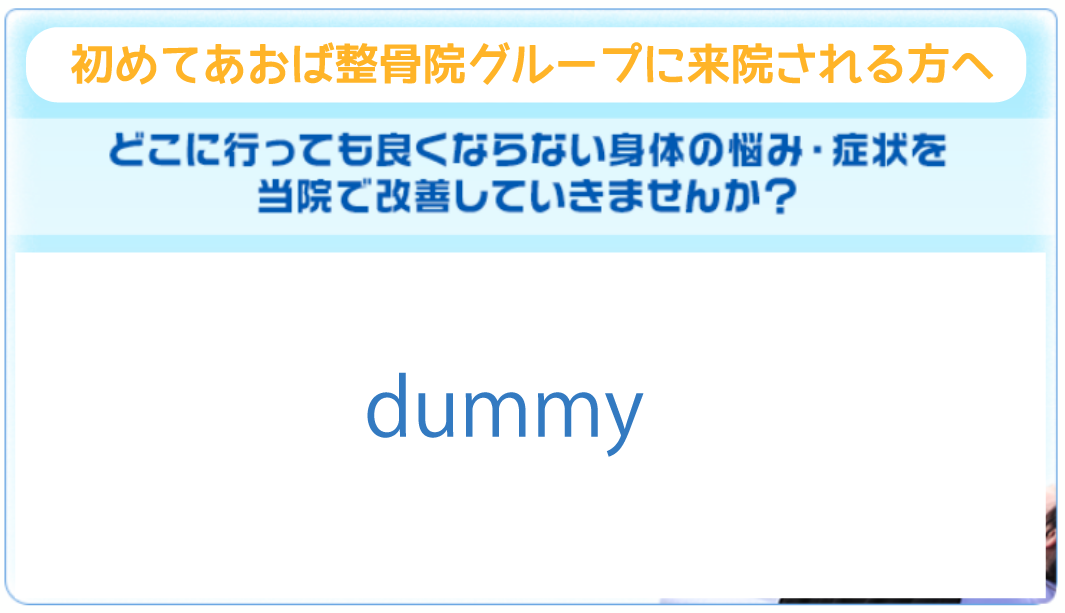 初めてあおば整骨院グループに来院される方へ
どこに行っても良くならない身体の悩み・症状を
当院で改善していきませんか？
dummy